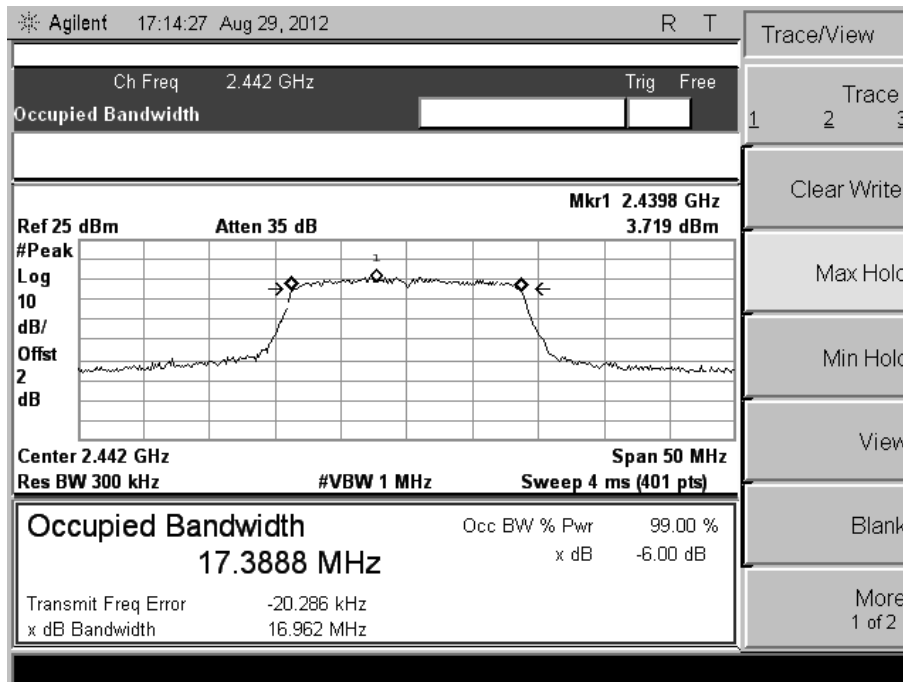 Agilent 17:14:27 Aug 29, 2012 R T
Ch Freq 2.442 GHz Trig Free
Occupied Bandwidth
Mkr1 2.4398 GHz
Ref 25 dBm Atten 35 dB 3.719 dBm
#Peak
Log
10
dB/
Offst
2
dB
1
Center 2.442 GHz Span 50 MHz
Res BW 300 kHz #VBW 1 MHz Sweep 4 ms (401 pts)
Occupied Bandwidth Occ BW % Pwr 99.00 %
17.3888 MHz x dB -6.00 dB
Transmit Freq Error -20.286 kHz
x dB Bandwidth 16.962 MHz
Trace/View
Trace
1 2 3
Clear Write
Max Hold
Min Hold
View
Blank
More
1 of 2